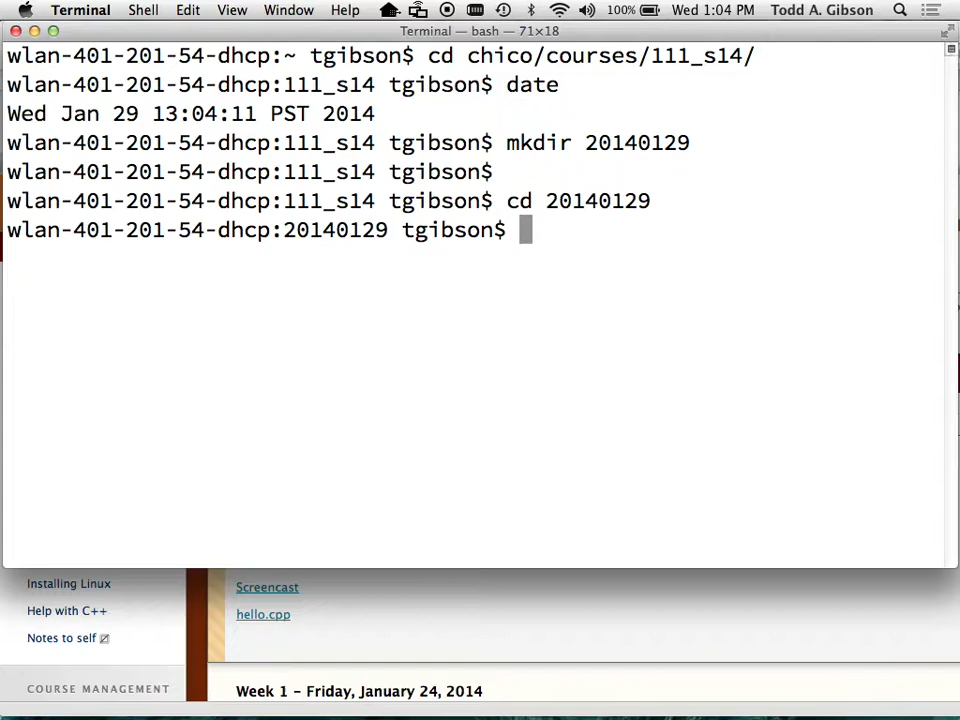 Terminal Shell Edit View Window Help 100% Wed 1:04 PM Todd A. Gibson
Terminal — bash — 71×18
wlan-401-201-54-dhcp:~ tgibson$ cd chico/courses/111_s14/
wlan-401-201-54-dhcp:111_s14 tgibson$ date
Wed Jan 29 13:04:11 PST 2014
wlan-401-201-54-dhcp:111_s14 tgibson$ mkdir 20140129
wlan-401-201-54-dhcp:111_s14 tgibson$
wlan-401-201-54-dhcp:111_s14 tgibson$ cd 20140129
wlan-401-201-54-dhcp:20140129 tgibson$
Installing Linux
Screencast
Help with C++
hello.cpp
Notes to self
COURSE MANAGEMENT
Week 1 – Friday, January 24, 2014